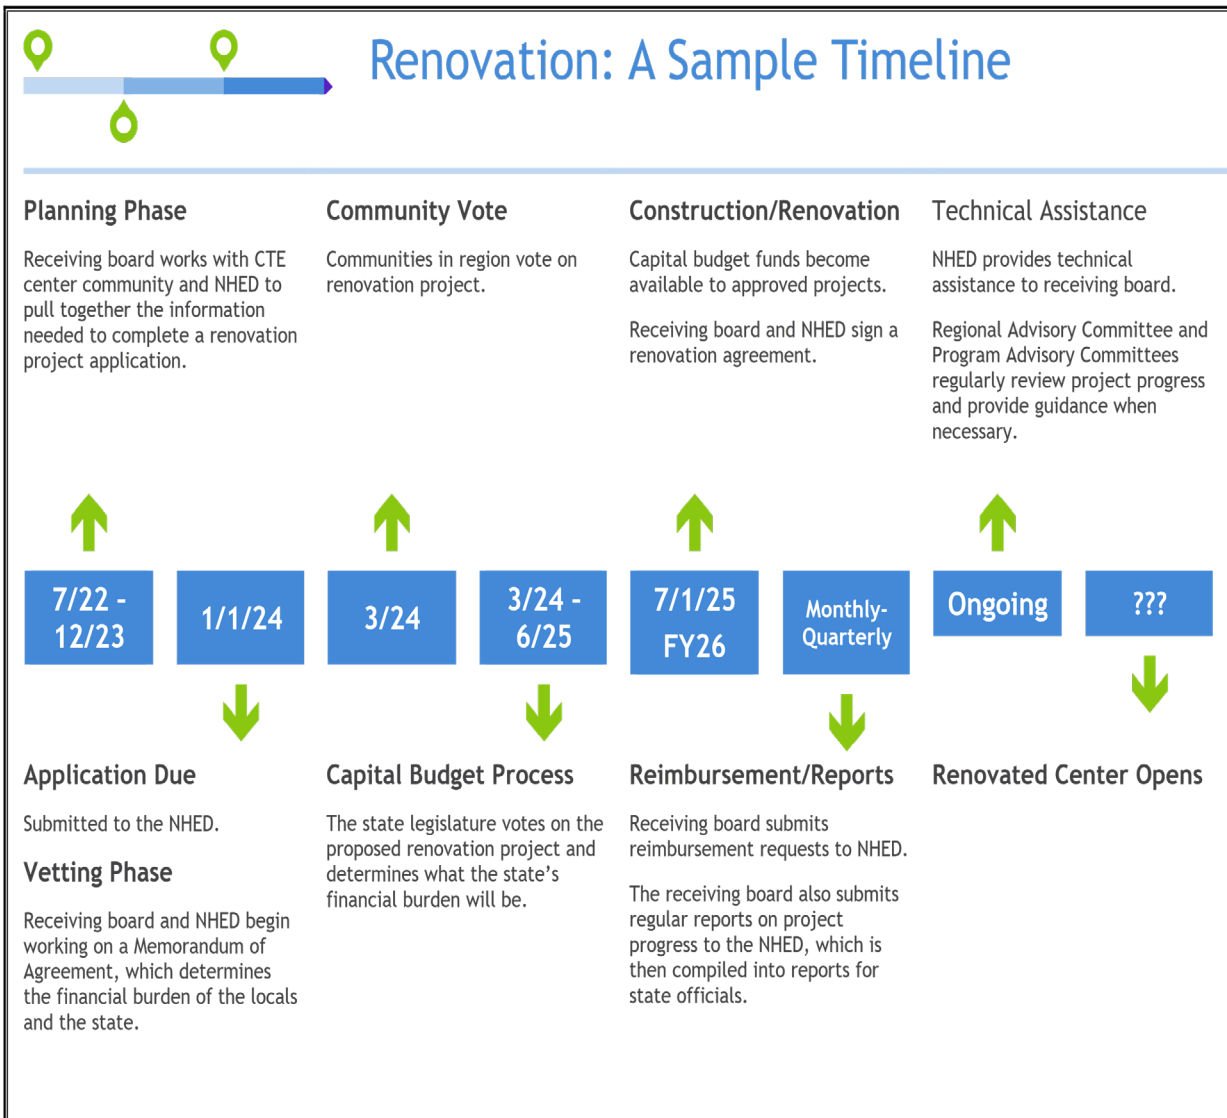 Renovation: A Sample Timeline
Planning Phase
Receiving board works with CTE
center community and NHED to
pull together the information
needed to complete a renovation
project application.
Community Vote
Communities in region vote on
renovation project.
Construction/Renovation
Capital budget funds become
available to approved projects.
Receiving board and NHED sign a
renovation agreement.
Technical Assistance
NHED provides technical
assistance to receiving board.
Regional Advisory Committee and
Program Advisory Committees
regularly review project progress
and provide guidance when
necessary.
7/22 -
12/23
1/1/24
3/24
3/24 -
6/25
7/1/25
FY26
Monthly-
Quarterly
Ongoing
???
Application Due
Submitted to the NHED.
Vetting Phase
Receiving board and NHED begin
working on a Memorandum of
Agreement, which determines
the financial burden of the locals
and the state.
Capital Budget Process
The state legislature votes on the
proposed renovation project and
determines what the state’s
financial burden will be.
Reimbursement/Reports
Receiving board submits
reimbursement requests to NHED.
The receiving board also submits
regular reports on project
progress to the NHED, which is
then compiled into reports for
state officials.
Renovated Center Opens